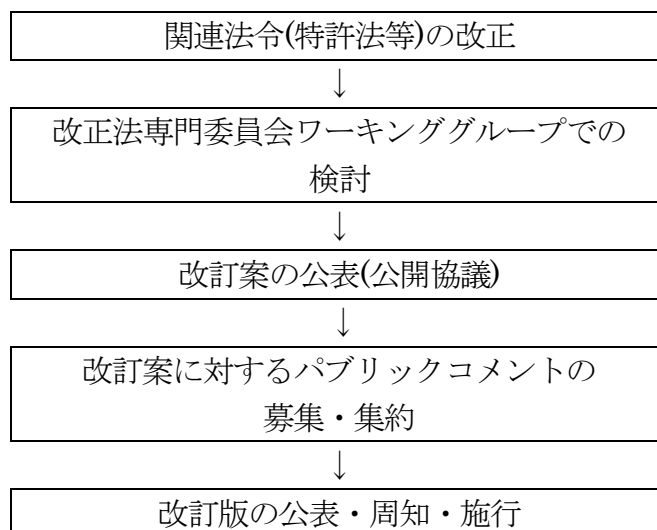 関連法令(特許法等)の改正
↓
改正法専門委員会ワーキンググループでの
検討
↓
改訂案の公表(公開協議)
↓
改訂案に対するパブリックコメントの
募集・集約
↓
改訂版の公表・周知・施行